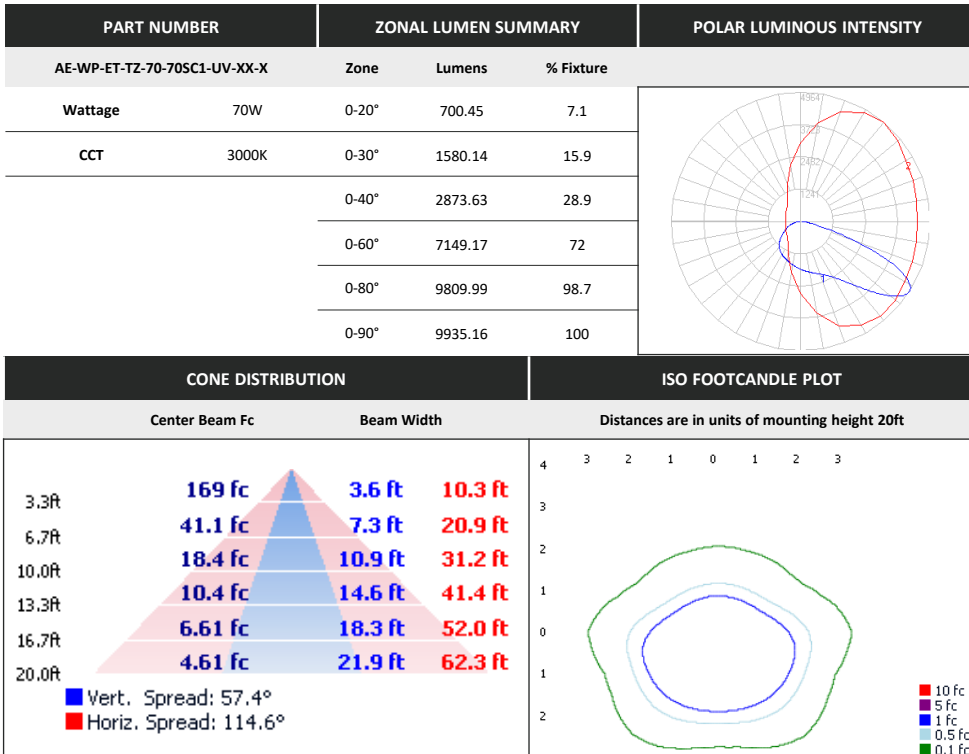 PART NUMBER
ZONAL LUMEN SUMMARY
POLAR LUMINOUS INTENSITY
AE-WP-ET-TZ-70-70SC1-UV-XX-X
Zone Lumens % Fixture
Wattage 70W
0-20° 700.45 7.1
CCT 3000K
0-30° 1580.14 15.9
0-40° 2873.63 28.9
0-60° 7149.17 72
0-80° 9809.99 98.7
0-90° 9935.16 100
4964
3723
2482
1241
2
1
CONE DISTRIBUTION
ISO FOOTCANDLE PLOT
Center Beam Fc Beam Width
Distances are in units of mounting height 20ft
3.3ft 169 fc 3.6 ft 10.3 ft
6.7ft 41.1 fc 7.3 ft 20.9 ft
10.0ft 18.4 fc 10.9 ft 31.2 ft
13.3ft 10.4 fc 14.6 ft 41.4 ft
16.7ft 6.61 fc 18.3 ft 52.0 ft
20.0ft 4.61 fc 21.9 ft 62.3 ft
Vert. Spread: 57.4°
Horiz. Spread: 114.6°
3 2 1 0 1 2 3
4
3
2
1
0
1
2
10 fc
5 fc
1 fc
0.5 fc
0.1 fc